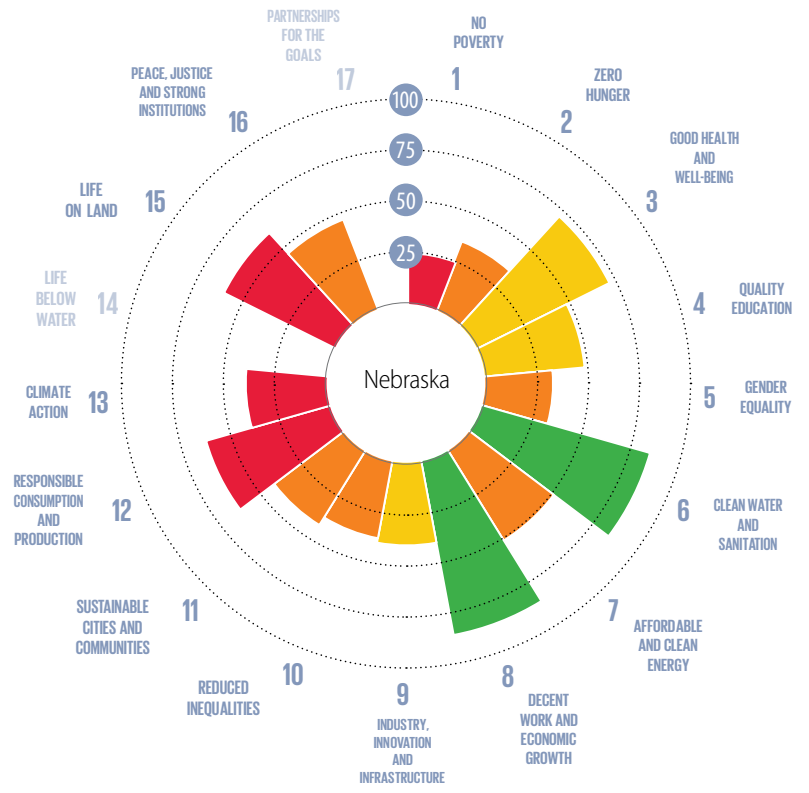 NO
POVERTY
1
ZERO
HUNGER
2
GOOD HEALTH
AND
WELL-BEING
3
QUALITY
EDUCATION
4
GENDER
EQUALITY
5
CLEAN WATER
AND
SANITATION
6
AFFORDABLE
AND CLEAN
ENERGY
7
DECENT
WORK AND
ECONOMIC
GROWTH
8
INDUSTRY,
INNOVATION
AND
INFRASTRUCTURE
9
REDUCED
INEQUALITIES
10
SUSTAINABLE
CITIES AND
COMMUNITIES
11
RESPONSIBLE
CONSUMPTION
AND
PRODUCTION
12
CLIMATE
ACTION
13
LIFE
BELOW
WATER
14
LIFE
ON LAND
15
PEACE, JUSTICE
AND STRONG
INSTITUTIONS
16
PARTNERSHIPS
FOR THE
GOALS
17
100
75
50
25
Nebraska